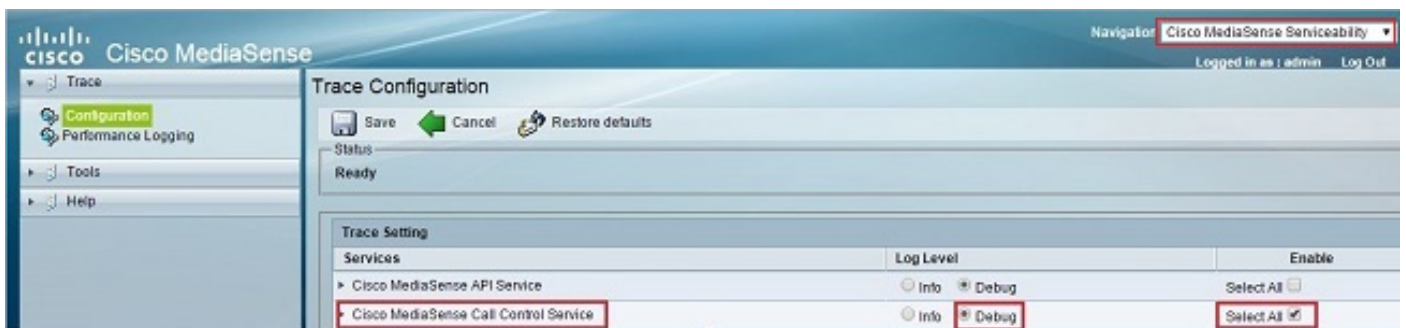 Navigation Cisco MediaSense Serviceability
cisco Cisco MediaSense
Logged in as : admin Log Out
Trace
Configuration
Performance Logging
Tools
Help
Trace Configuration
Save Cancel Restore defaults
Status
Ready
Trace Setting
Services Log Level Enable
Cisco MediaSense API Service Info Debug Select All
Cisco MediaSense Call Control Service Info Debug Select All